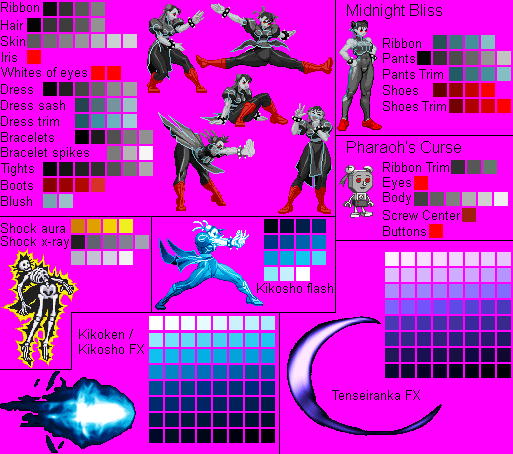 Ribbon
Hair
Skin
Iris
Whites of eyes
Dress
Dress sash
Dress trim
Bracelets
Bracelet spikes
Tights
Boots
Blush
Midnight Bliss
Ribbon
Pants
Pants Trim
Shoes
Shoes Trim
Pharaoh's Curse
Ribbon Trim
Eyes
Body
Screw Center
Buttons
Shock aura
Shock x-ray
Kikosho flash
Kikoken /
Kikosho FX
Tenseiranka FX